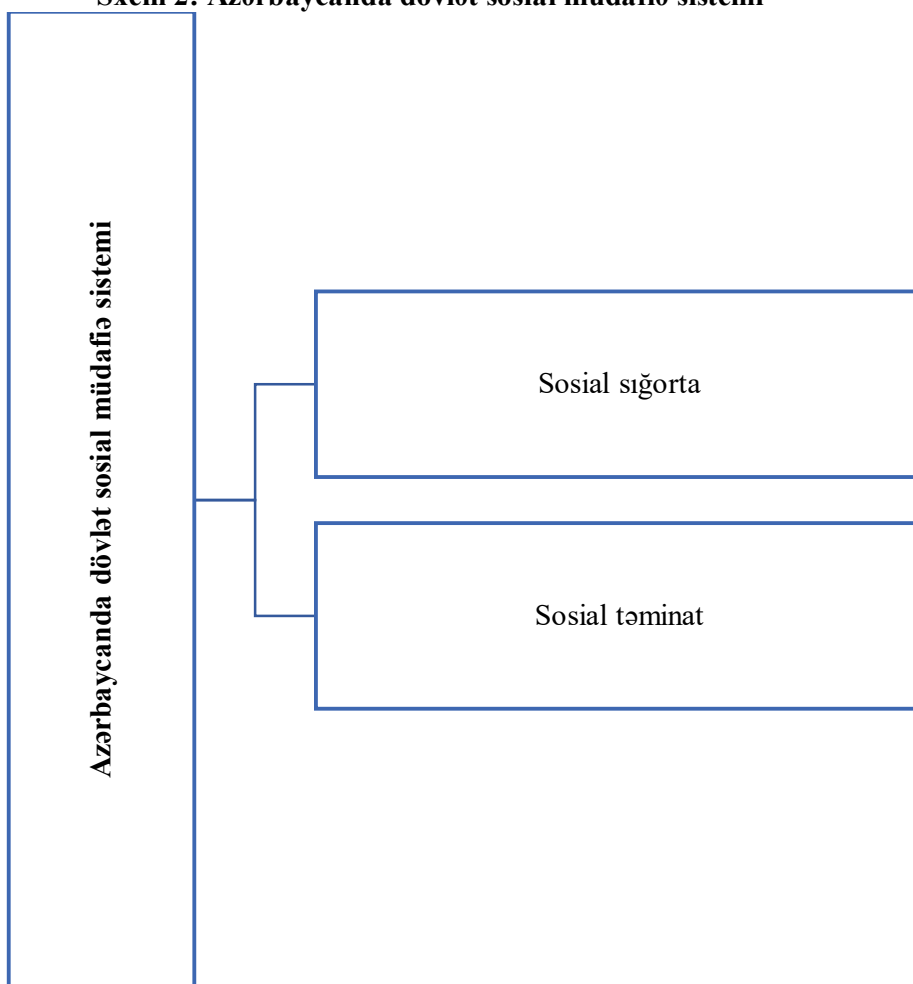 Sxem 2: Azərbaycanda dövlət sosial müdafiə sistemi
Azərbaycanda dövlət sosial müdafiə sistemi
Sosial sığorta
Sosial təminat